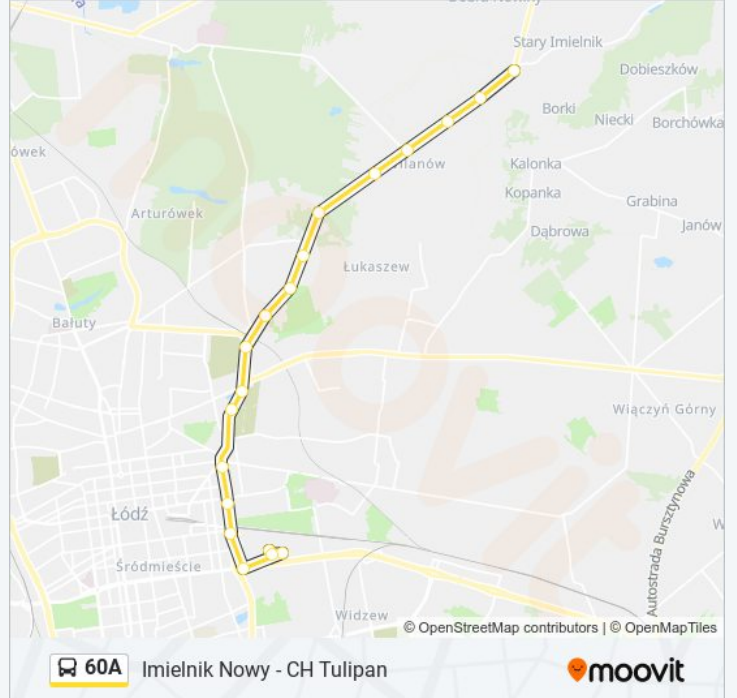 Stary Imielnik
Dobieszków
Borki
Niecki
Borchówka
ówek
Kalonka
Kopanka
Grabina
Arturówek
Janów
Dąbrowa
Łukaszew
Bałuty
Wiączyń Górny
Autostrada Bursztynowa
Łódź
W
Śródmieście
Widzew
© OpenStreetMap contributors | © OpenMapTiles
60A Imielnik Nowy - CH Tulipan
moovit